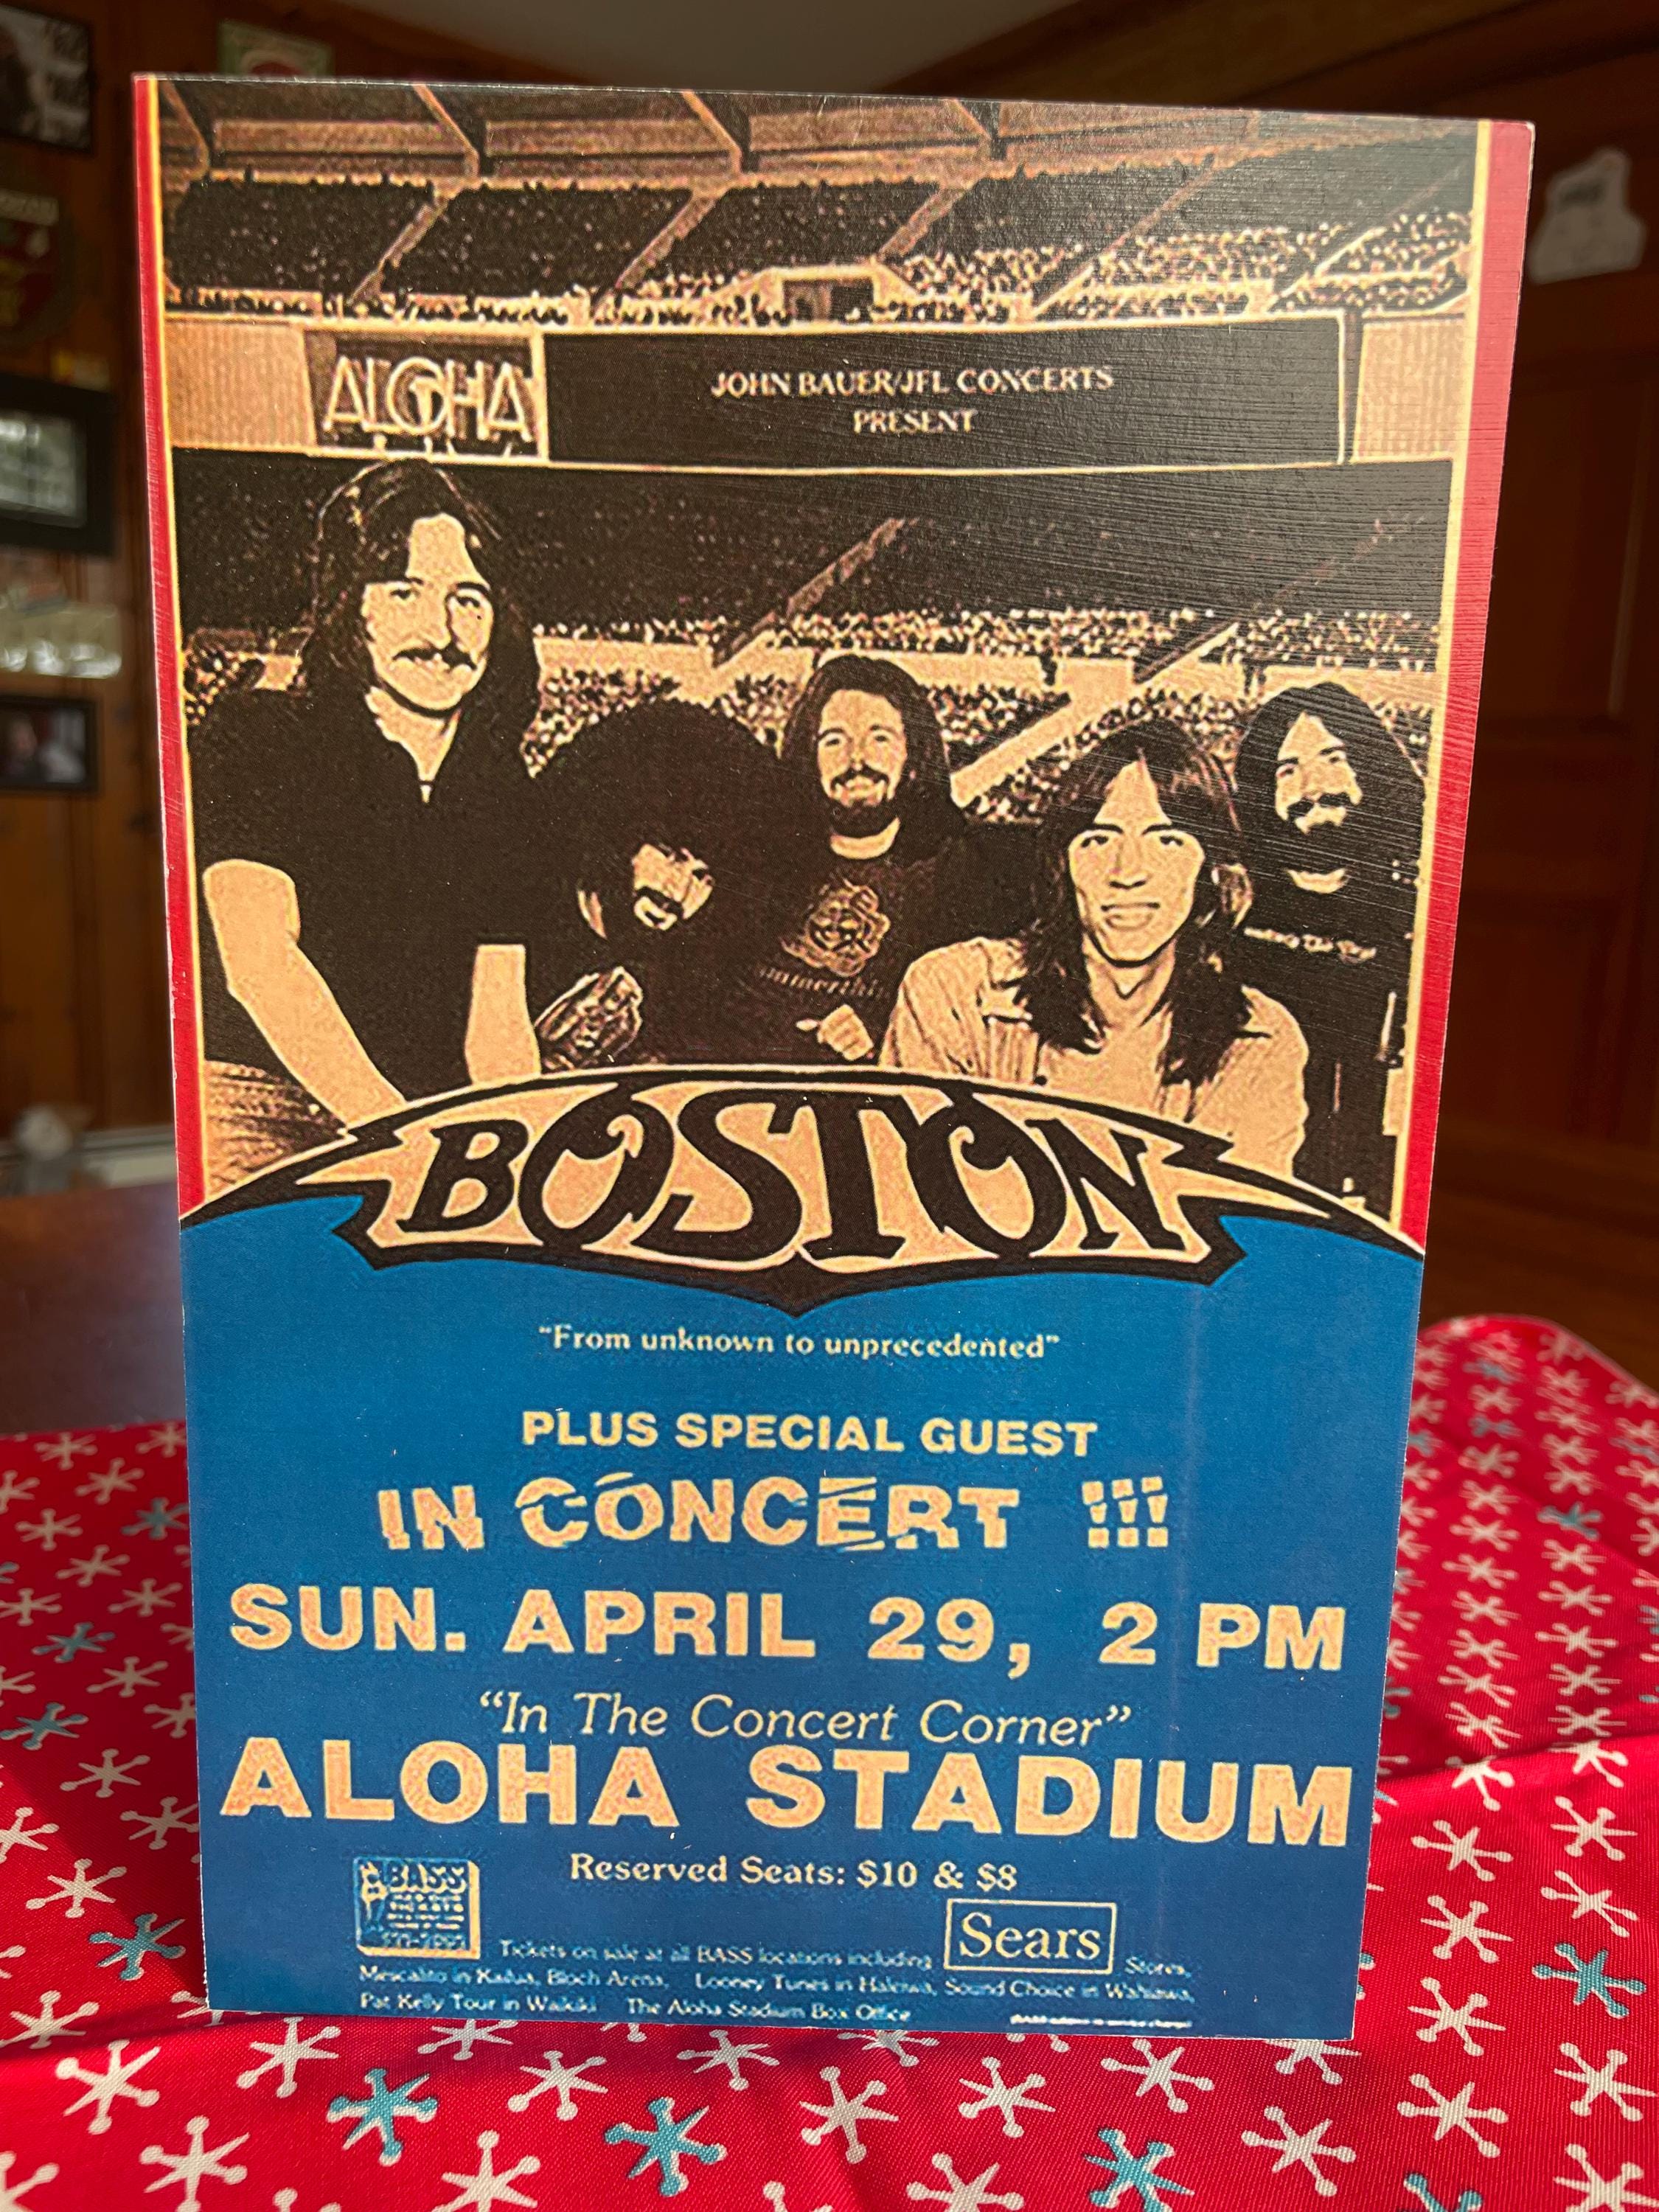 ALOHA
JOHN BAUER/JFL CONCERTS
PRESENT
BOSTON
"From unknown to unprecedented"
PLUS SPECIAL GUEST
IN CONCERT !!!
SUN. APRIL 29, 2 PM
"In The Concert Corner"
ALOHA STADIUM
Reserved Seats: $10 & $8
BASS
TICKETS
Tickets on sale at all BASS locations including Sears Stores,
Mescalito in Kailua, Bloch Arena, Looney Tunes in Halawa, Sound Choice in Wahiawa,
Pat Kelly Tour in Waikiki The Aloha Stadium Box Office